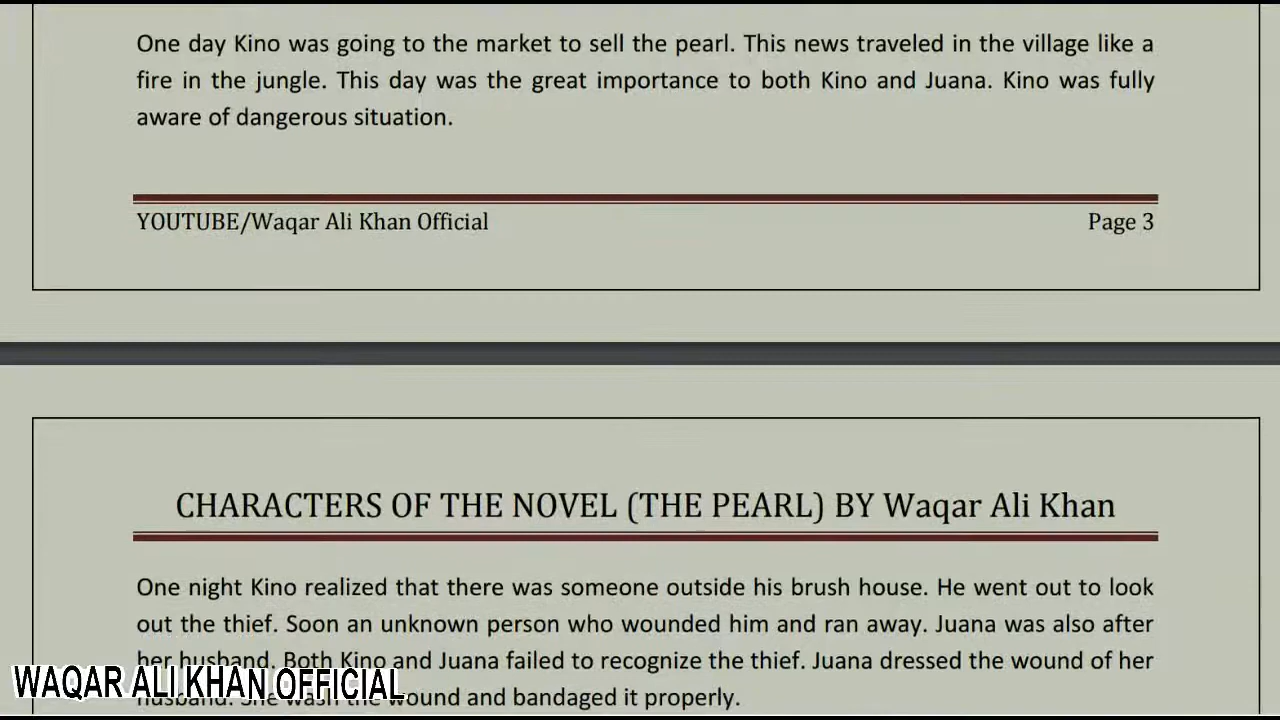 One day Kino was going to the market to sell the pearl. This news traveled in the village like a
fire in the jungle. This day was the great importance to both Kino and Juana. Kino was fully
aware of dangerous situation.
YOUTUBE/Waqar Ali Khan Official Page 3
CHARACTERS OF THE NOVEL (THE PEARL) BY Waqar Ali Khan
One night Kino realized that there was someone outside his brush house. He went out to look
out the thief. Soon an unknown person who wounded him and ran away. Juana was also after
her husband. Both Kino and Juana failed to recognize the thief. Juana dressed the wound of her
husband. She wash the wound and bandaged it properly.
WAQAR ALI KHAN OFFICIAL